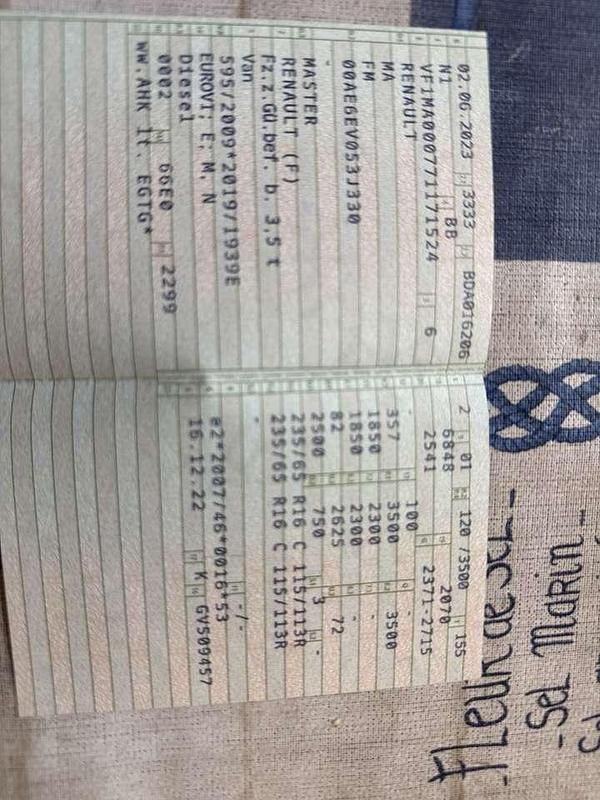 02.06.2023 3333 BDA016206
N1 BB
VF1MA000771171524 6
RENAULT
MA
FM
00AE6EV053J330
-
MASTER
RENAULT (F)
Fz.z.Gü.bef. b. 3,5 t
Van
595/2009*2019/1939E
EUROVI; E; M, N
Diesel
0002 66E0 2299
ww.AHK lt. EGTG*
2 01 120 /3500 155
6848 2070
2541 2371-2715
- 100 -
357 3500 3500
1850 2300 -
1850 2300 -
82 2625 72
2500 750 3 -
235/65 R16 C 115/113R
235/65 R16 C 115/113R
- -/-
e2*2007/46*0016*53
16.12.22 K GV509457
-Fleur de Sel-
-Sel Marin-
Sel